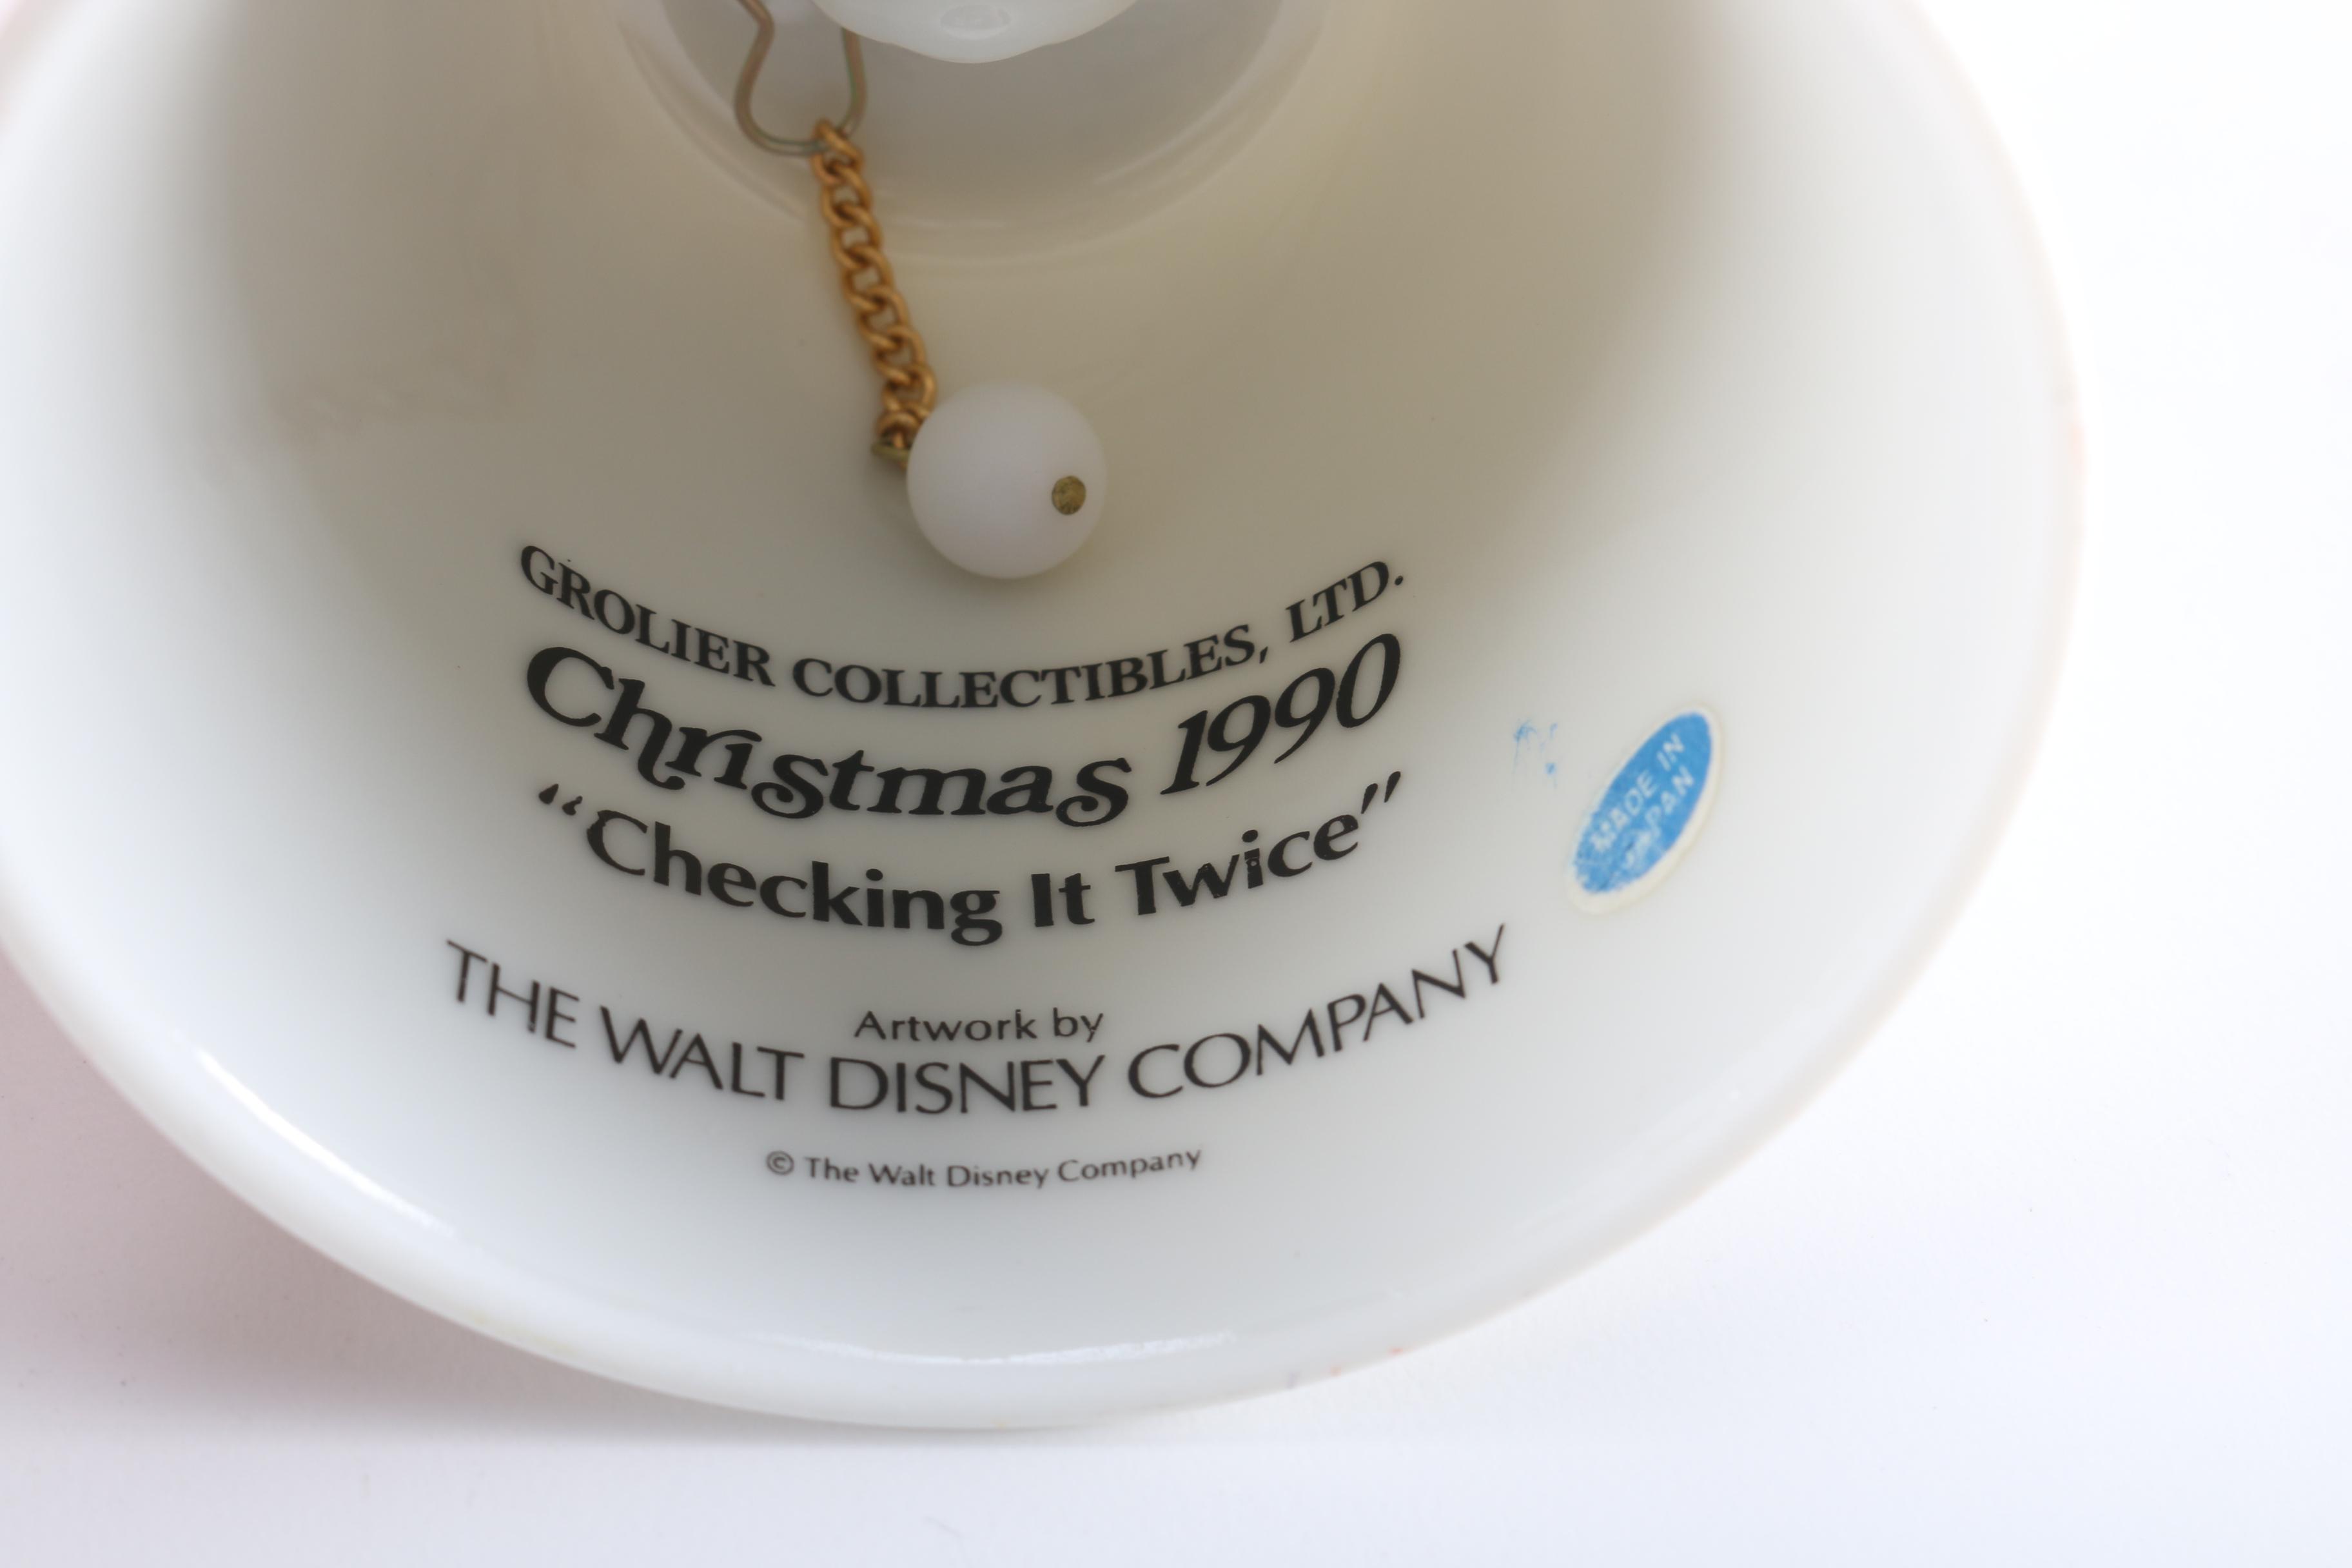 GROLIER COLLECTIBLES, LTD.
Christmas 1990
“Checking It Twice”
Artwork by
THE WALT DISNEY COMPANY
© The Walt Disney Company
MADE IN
JAPAN